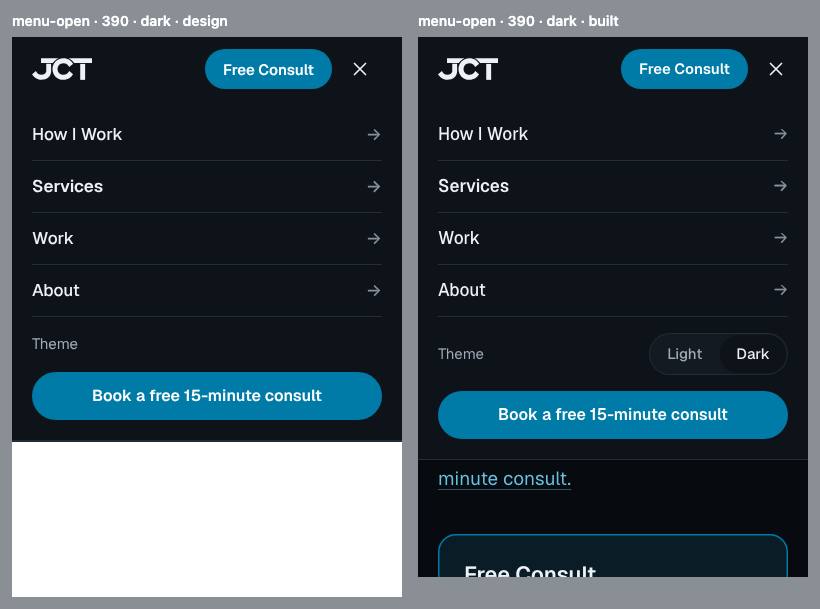 menu-open · 390 · dark · design
JCT
Free Consult
How I Work
Services
Work
About
Theme
Book a free 15-minute consult
menu-open · 390 · dark · built
JCT
Free Consult
How I Work
Services
Work
About
Theme
Light
Dark
Book a free 15-minute consult
minute consult.
Free Consult